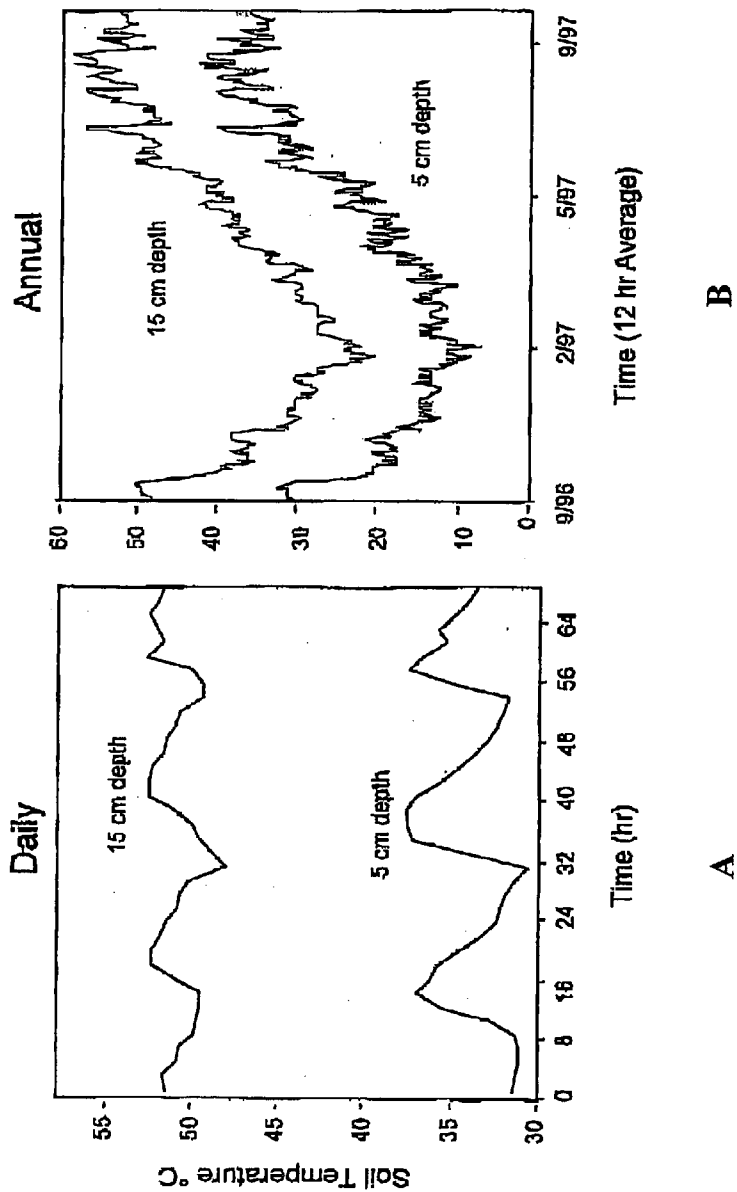 Daily
Soil Temperature °C
55-
50-
45-
40-
35-
30-
15 cm depth
5 cm depth
0 8 16 24 32 40 48 56 64
Time (hr)
A
Annual
60-
50-
40-
30-
20-
10-
0-
15 cm depth
5 cm depth
9/96 2/97 5/97 9/97
Time (12 hr Average)
B